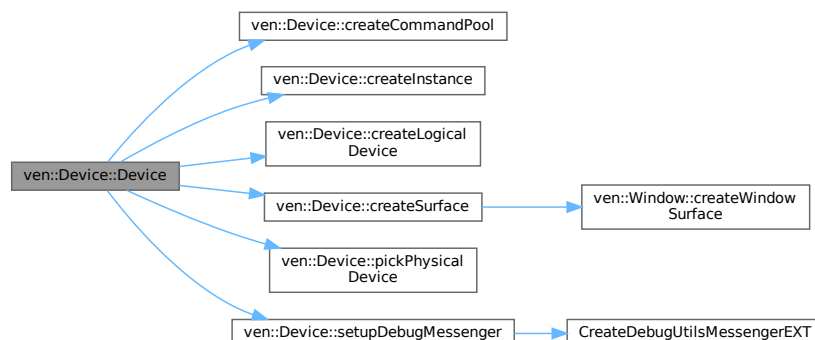 ven::Device::createCommandPool
ven::Device::createInstance
ven::Device::createLogical
Device
ven::Device::Device
ven::Device::createSurface
ven::Window::createWindow
Surface
ven::Device::pickPhysical
Device
ven::Device::setupDebugMessenger
CreateDebugUtilsMessengerEXT